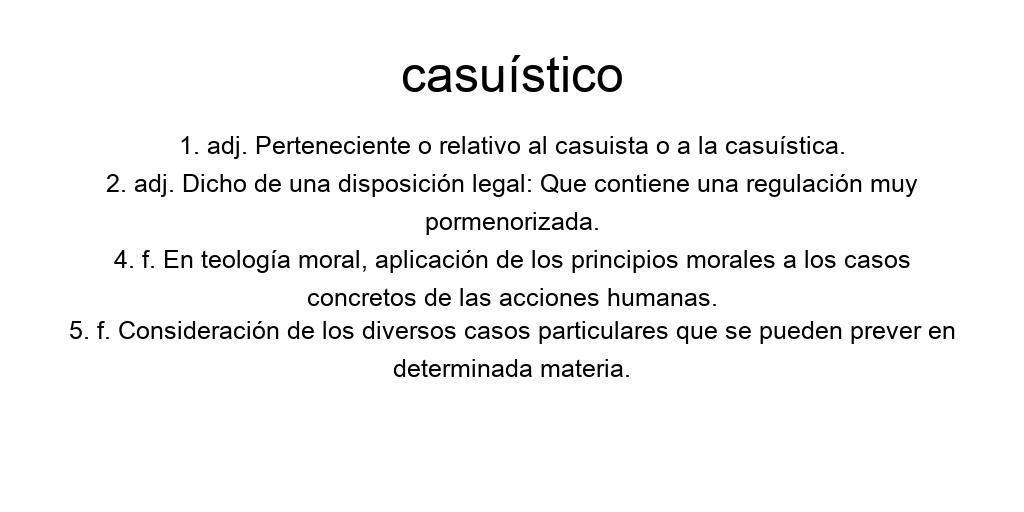 casuístico
1. adj. Perteneciente o relativo al casuista o a la casuística.
2. adj. Dicho de una disposición legal: Que contiene una regulación muy
pormenorizada.
4. f. En teología moral, aplicación de los principios morales a los casos
concretos de las acciones humanas.
5. f. Consideración de los diversos casos particulares que se pueden prever en
determinada materia.